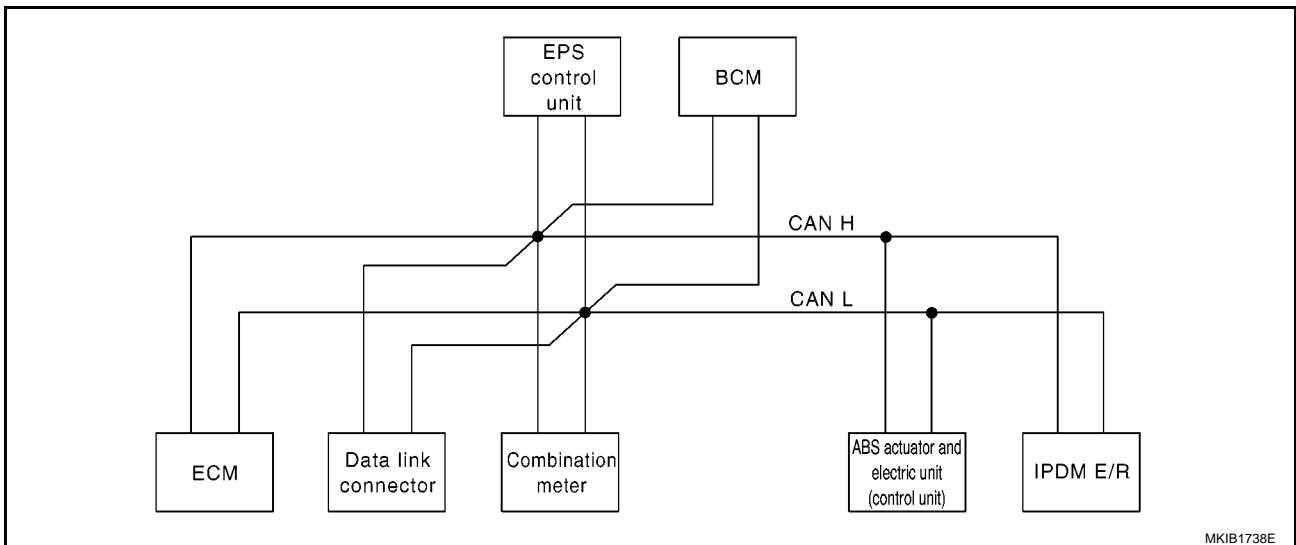 EPS
control
unit
BCM
CAN H
CAN L
ECM
Data link
connector
Combination
meter
ABS actuator and
electric unit
(control unit)
IPDM E/R
MKIB1738E